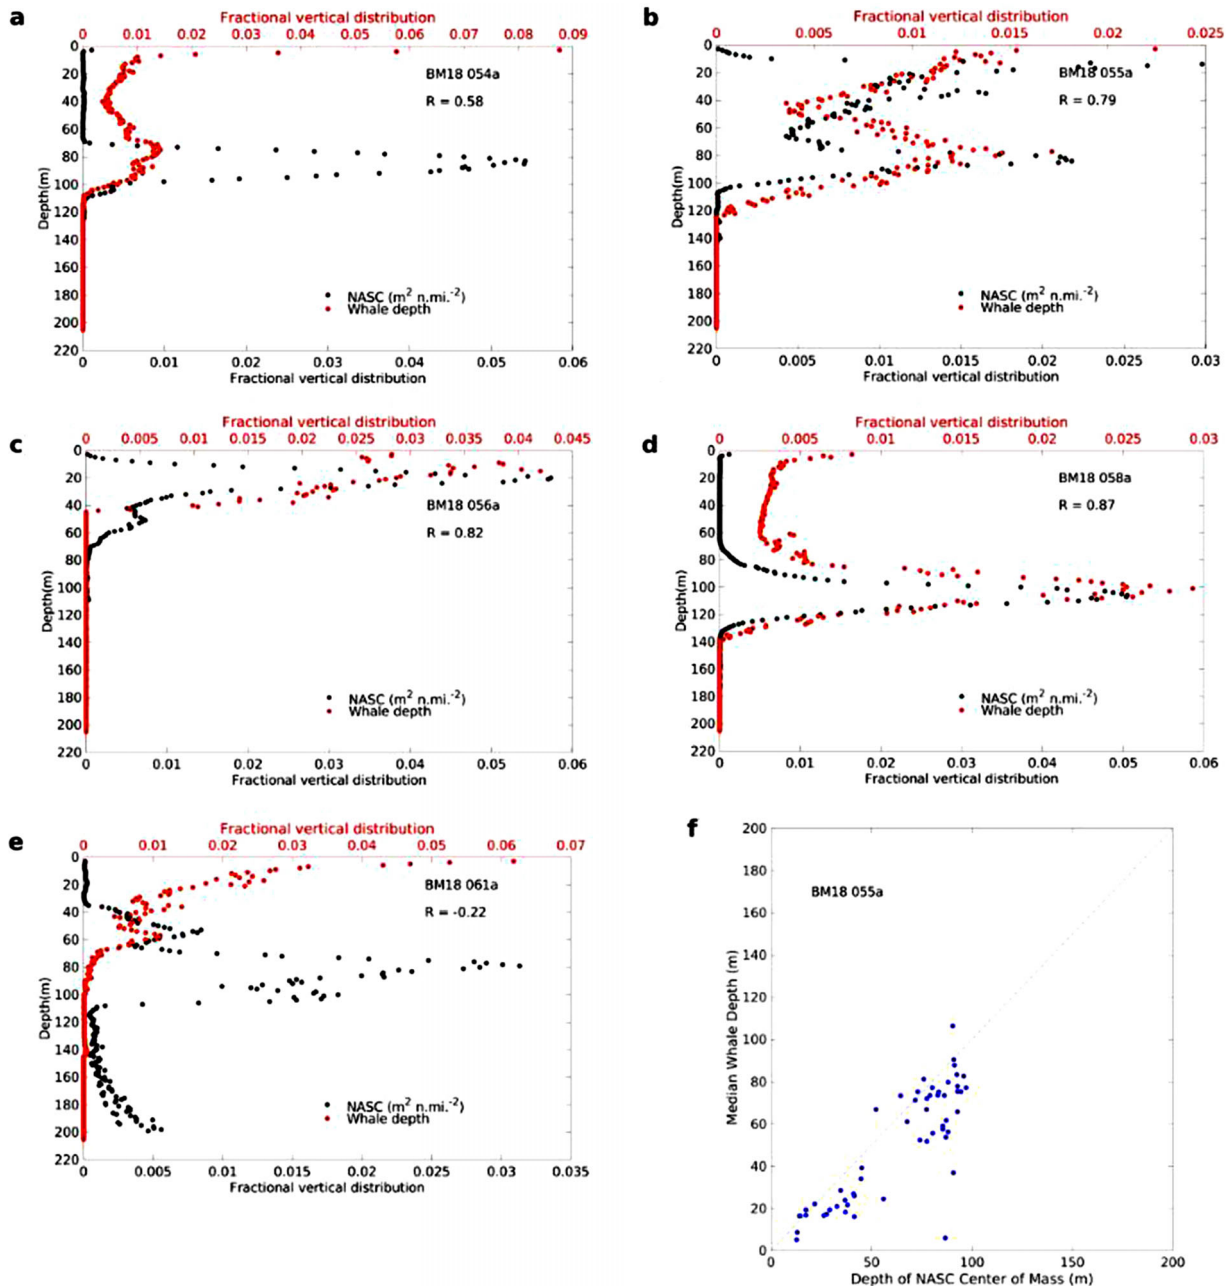 a
Fractional vertical distribution
0 0.01 0.02 0.03 0.04 0.05 0.06 0.07 0.08 0.09
BM18 054a
R = 0.58
Depth(m)
0
20
40
60
80
100
120
140
160
180
200
220
NASC (m2 n.mi.-2)
Whale depth
0 0.01 0.02 0.03 0.04 0.05 0.06
Fractional vertical distribution
b
Fractional vertical distribution
0 0.005 0.01 0.015 0.02 0.025
BM18 055a
R = 0.79
Depth(m)
0
20
40
60
80
100
120
140
160
180
200
220
NASC (m2 n.mi.-2)
Whale depth
0.005 0.01 0.015 0.02 0.025 0.03
Fractional vertical distribution
c
Fractional vertical distribution
0 0.005 0.01 0.015 0.02 0.025 0.03 0.035 0.04 0.045
BM18 056a
R = 0.82
Depth(m)
0
20
40
60
80
100
120
140
160
180
200
220
NASC (m2 n.mi.-2)
Whale depth
0 0.01 0.02 0.03 0.04 0.05 0.06
Fractional vertical distribution
d
Fractional vertical distribution
0 0.005 0.01 0.015 0.02 0.025 0.03
BM18 058a
R = 0.87
Depth(m)
0
20
40
60
80
100
120
140
160
180
200
220
NASC (m2 n.mi.-2)
Whale depth
0 0.01 0.02 0.03 0.04 0.05 0.06
Fractional vertical distribution
e
Fractional vertical distribution
0 0.01 0.02 0.03 0.04 0.05 0.06 0.07
BM18 061a
R = -0.22
Depth(m)
0
20
40
60
80
100
120
140
160
180
200
220
NASC (m2 n.mi.-2)
Whale depth
0 0.005 0.01 0.015 0.02 0.025 0.03 0.035
Fractional vertical distribution
f
BM18 055a
Median Whale Depth (m)
200
180
160
140
120
100
80
60
40
20
0
0 50 100 150 200
Depth of NASC Center of Mass (m)